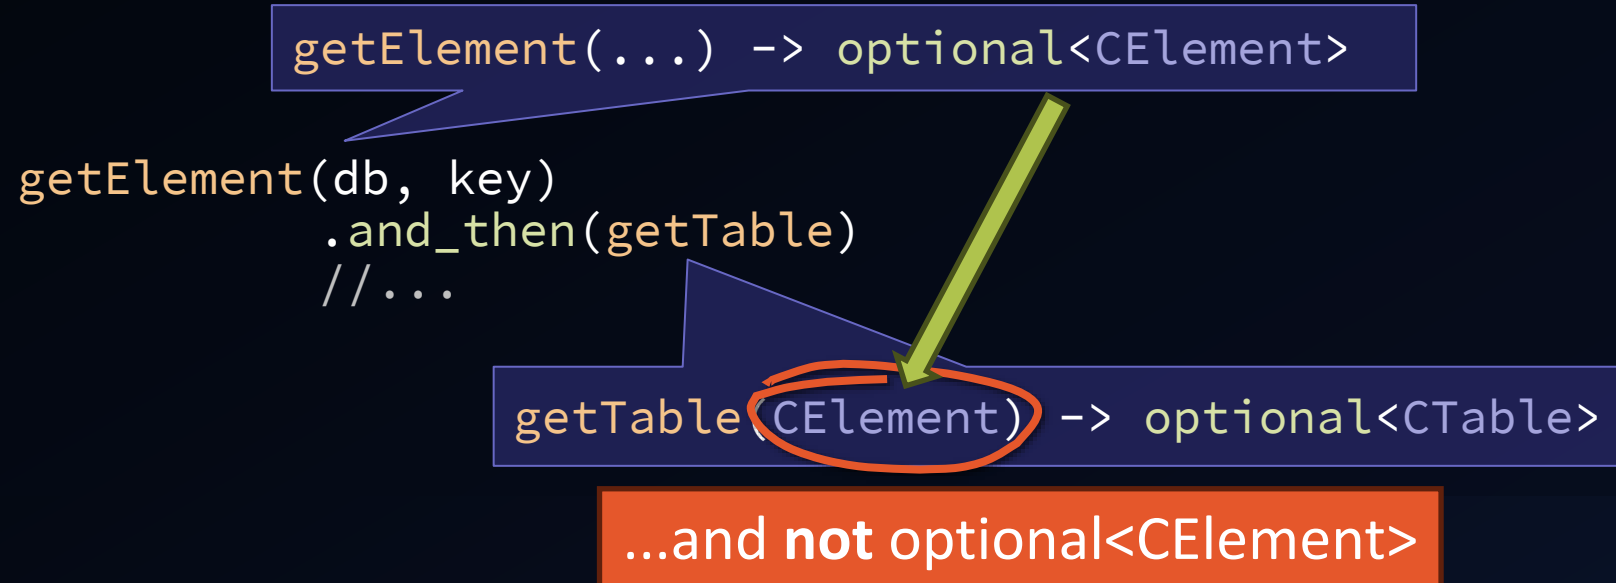 getElement(...) -> optional<CElement>
getElement(db, key)
.and_then(getTable)
//...
getTable(CElement) -> optional<CTable>
...and not optional<CElement>